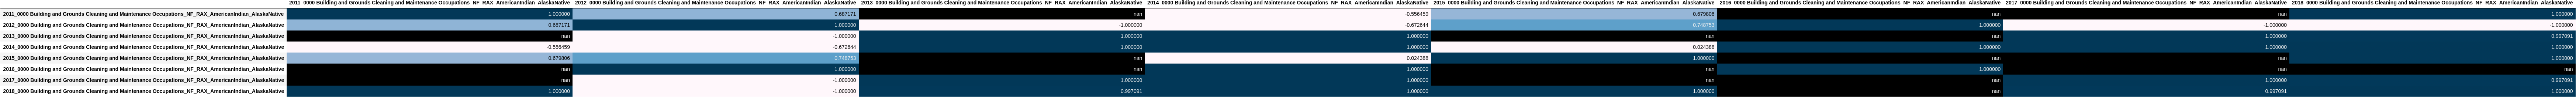 2011_0000 Building and Grounds Cleaning and Maintenance Occupations_NF_RAX_AmericanIndian_AlaskaNative 2012_0000 Building and Grounds Cleaning and Maintenance Occupations_NF_RAX_AmericanIndian_AlaskaNative 2013_0000 Building and Grounds Cleaning and Maintenance Occupations_NF_RAX_AmericanIndian_AlaskaNative 2014_0000 Building and Grounds Cleaning and Maintenance Occupations_NF_RAX_AmericanIndian_AlaskaNative 2015_0000 Building and Grounds Cleaning and Maintenance Occupations_NF_RAX_AmericanIndian_AlaskaNative 2016_0000 Building and Grounds Cleaning and Maintenance Occupations_NF_RAX_AmericanIndian_AlaskaNative 2017_0000 Building and Grounds Cleaning and Maintenance Occupations_NF_RAX_AmericanIndian_AlaskaNative 2018_0000 Building and Grounds Cleaning and Maintenance Occupations_NF_RAX_AmericanIndian_AlaskaNative
2011_0000 Building and Grounds Cleaning and Maintenance Occupations_NF_RAX_AmericanIndian_AlaskaNative 1.000000 0.687171 nan -0.556459 0.679806 nan nan 1.000000
2012_0000 Building and Grounds Cleaning and Maintenance Occupations_NF_RAX_AmericanIndian_AlaskaNative 0.687171 1.000000 -1.000000 -0.672644 0.748753 1.000000 -1.000000 -1.000000
2013_0000 Building and Grounds Cleaning and Maintenance Occupations_NF_RAX_AmericanIndian_AlaskaNative nan -1.000000 1.000000 1.000000 nan nan 1.000000 0.997091
2014_0000 Building and Grounds Cleaning and Maintenance Occupations_NF_RAX_AmericanIndian_AlaskaNative -0.556459 -0.672644 1.000000 1.000000 0.024388 1.000000 1.000000 1.000000
2015_0000 Building and Grounds Cleaning and Maintenance Occupations_NF_RAX_AmericanIndian_AlaskaNative 0.679806 0.748753 nan 0.024388 1.000000 nan nan 1.000000
2016_0000 Building and Grounds Cleaning and Maintenance Occupations_NF_RAX_AmericanIndian_AlaskaNative nan 1.000000 nan 1.000000 nan 1.000000 nan nan
2017_0000 Building and Grounds Cleaning and Maintenance Occupations_NF_RAX_AmericanIndian_AlaskaNative nan -1.000000 1.000000 1.000000 nan nan 1.000000 0.997091
2018_0000 Building and Grounds Cleaning and Maintenance Occupations_NF_RAX_AmericanIndian_AlaskaNative 1.000000 -1.000000 0.997091 1.000000 1.000000 nan 0.997091 1.000000